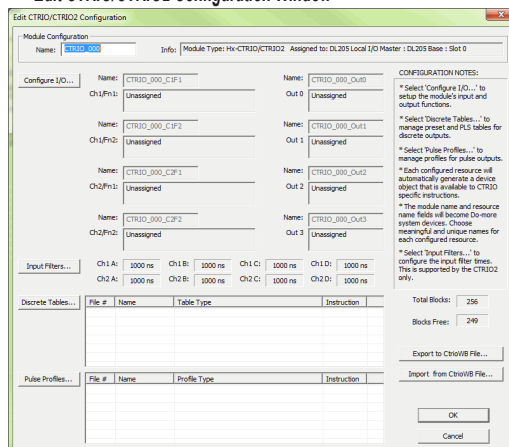 Edit CTRIO/CTRIO2 Configuration Window
Edit CTRIO/CTRIO2 Configuration
Module Configuration
Name: CTRIO_000 Info: Module Type: Hx-CTRIO/CTRIO2 Assigned to: DL205 Local I/O Master : DL205 Base : Slot 0
Configure I/O...
Name: CTRIO_000_C1F1 Name: CTRIO_000_Out0
Ch1/Fn1: Unassigned Out 0 Unassigned
Name: CTRIO_000_C1F2 Name: CTRIO_000_Out1
Ch1/Fn2: Unassigned Out 1 Unassigned
Name: CTRIO_000_C2F1 Name: CTRIO_000_Out2
Ch2/Fn1: Unassigned Out 2 Unassigned
Name: CTRIO_000_C2F2 Name: CTRIO_000_Out3
Ch2/Fn2: Unassigned Out 3 Unassigned
Input Filters...
Ch1 A: 1000 ns Ch1 B: 1000 ns Ch1 C: 1000 ns Ch1 D: 1000 ns
Ch2 A: 1000 ns Ch2 B: 1000 ns Ch2 C: 1000 ns Ch2 D: 1000 ns
Discrete Tables... File # Name Table Type Instruction
Pulse Profiles... File # Name Profile Type Instruction
CONFIGURATION NOTES:
* Select 'Configure I/O...' to
setup the module's input and
output functions.
* Select 'Discrete Tables...' to
manage preset and PLS tables for
discrete outputs.
* Select 'Pulse Profiles...' to
manage profiles for pulse outputs.
* Each configured resource will
automatically generate a device
object that is available to CTRIO
specific instructions.
* The module name and resource
name fields will become Do-more
system devices. Choose
meaningful and unique names for
each configured resource.
* Select 'Input Filters...' to
configure the input filter times.
This is supported by the CTRIO2
only.
Total Blocks: 256
Blocks Free: 249
Export to CtrioWB File...
Import from CtrioWB File...
OK
Cancel